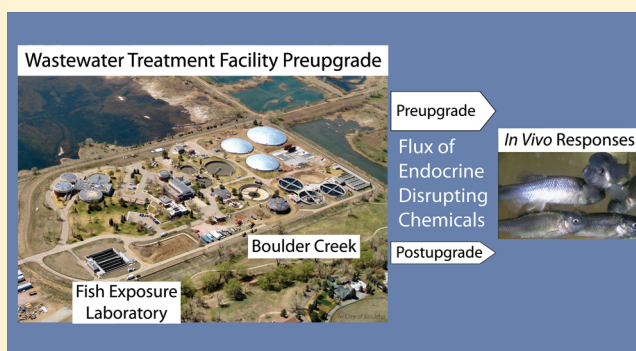 Wastewater Treatment Facility Preupgrade
Preupgrade
Flux of
Endocrine
Disrupting
Chemicals
Postupgrade
In Vivo Responses
Boulder Creek
Fish Exposure
Laboratory